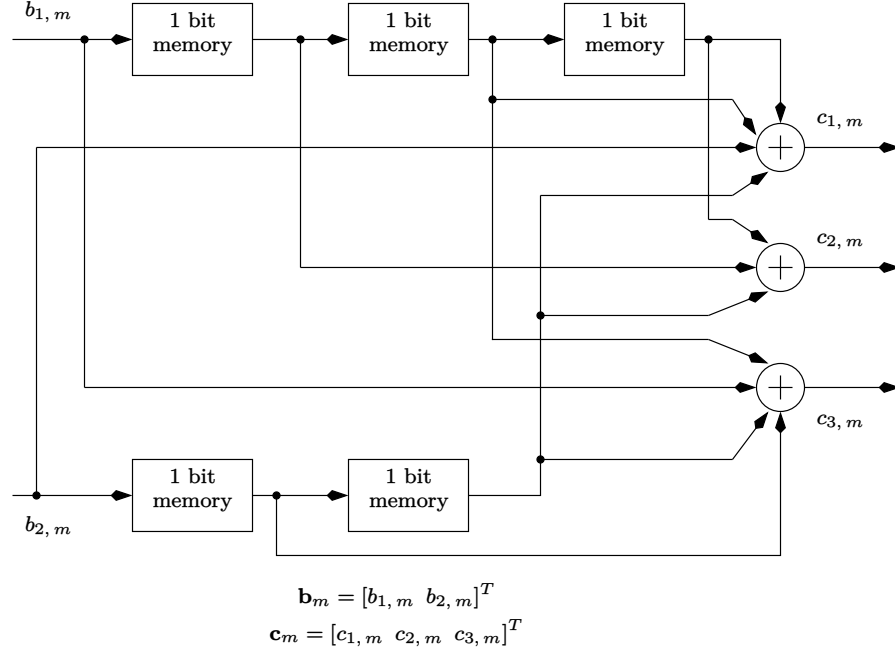 b1, m
1 bit
memory
1 bit
memory
1 bit
memory
+
c1, m
+
c2, m
+
c3, m
1 bit
memory
1 bit
memory
b2, m
bm = [b1, m b2, m]^T
cm = [c1, m c2, m c3, m]^T